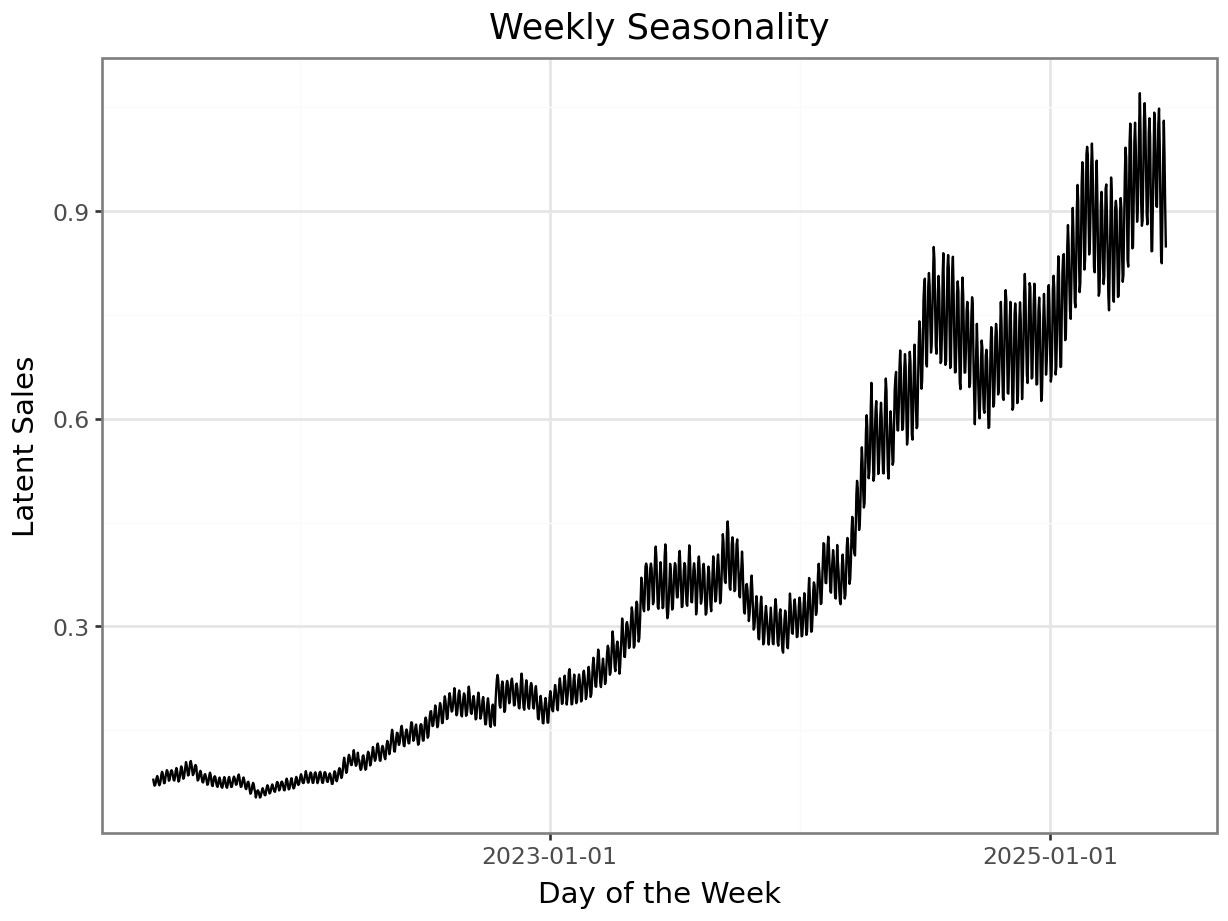 Weekly Seasonality
Latent Sales
0.9
0.6
0.3
2023-01-01
2025-01-01
Day of the Week